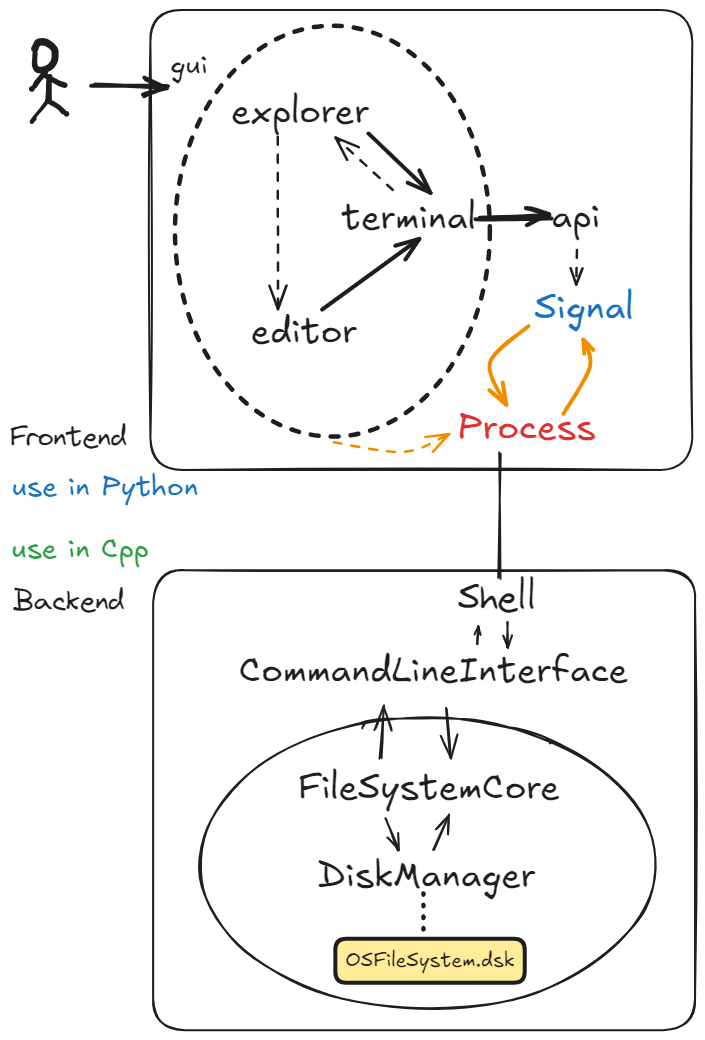 gui
explorer
terminal
api
Signal
editor
Process
Frontend
use in Python
use in Cpp
Backend
Shell
CommandLineInterface
FileSystemCore
DiskManager
OSFileSystem.dsk